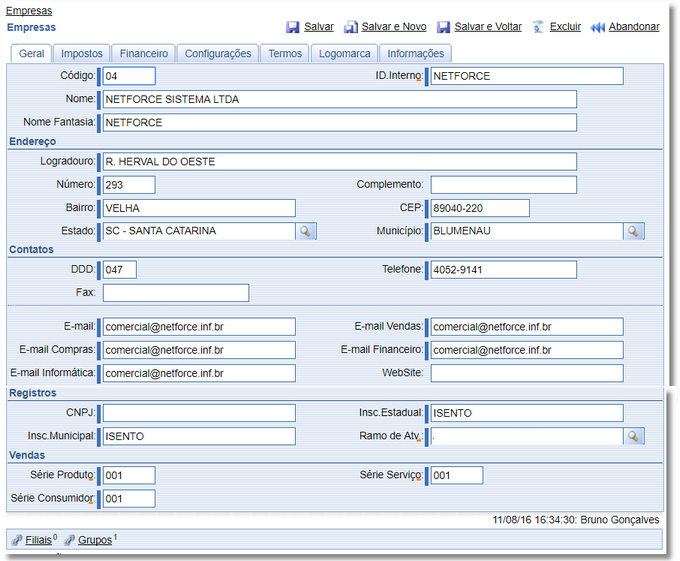 Empresas
Empresas Salvar Salvar e Novo Salvar e Voltar Excluir Abandonar
Geral Impostos Financeiro Configurações Termos Logomarca Informações
Código: 04 ID.Interno: NETFORCE
Nome: NETFORCE SISTEMA LTDA
Nome Fantasia: NETFORCE
Endereço
Logradouro: R. HERVAL DO OESTE
Número: 293 Complemento:
Bairro: VELHA CEP: 89040-220
Estado: SC - SANTA CATARINA Município: BLUMENAU
Contatos
DDD: 047 Telefone: 4052-9141
Fax:
E-mail: comercial@netforce.inf.br E-mail Vendas: comercial@netforce.inf.br
E-mail Compras: comercial@netforce.inf.br E-mail Financeiro: comercial@netforce.inf.br
E-mail Informática: comercial@netforce.inf.br WebSite:
Registros
CNPJ: Insc.Estadual: ISENTO
Insc.Municipal: ISENTO Ramo de Atv.: .
Vendas
Série Produto: 001 Série Serviço: 001
Série Consumidor: 001
11/08/16 16:34:30: Bruno Gonçalves
Filiais 0 Grupos 1